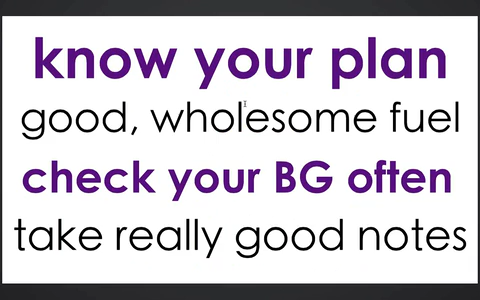 know your plan
good, wholesome fuel
check your BG often
take really good notes